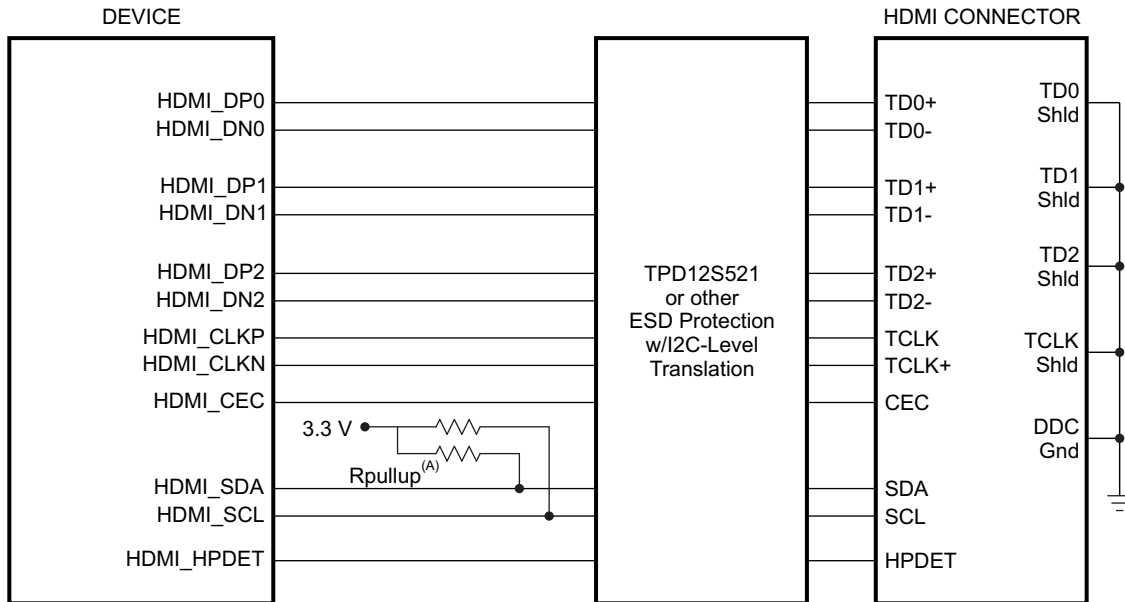 DEVICE
HDMI CONNECTOR
HDMI_DP0
HDMI_DN0
HDMI_DP1
HDMI_DN1
HDMI_DP2
HDMI_DN2
HDMI_CLKP
HDMI_CLKN
HDMI_CEC
3.3 V
Rpullup(A)
HDMI_SDA
HDMI_SCL
HDMI_HPDET
TPD12S521
or other
ESD Protection
w/I2C-Level
Translation
TD0+
TD0-
TD1+
TD1-
TD2+
TD2-
TCLK
TCLK+
CEC
SDA
SCL
HPDET
TD0
Shld
TD1
Shld
TD2
Shld
TCLK
Shld
DDC
Gnd